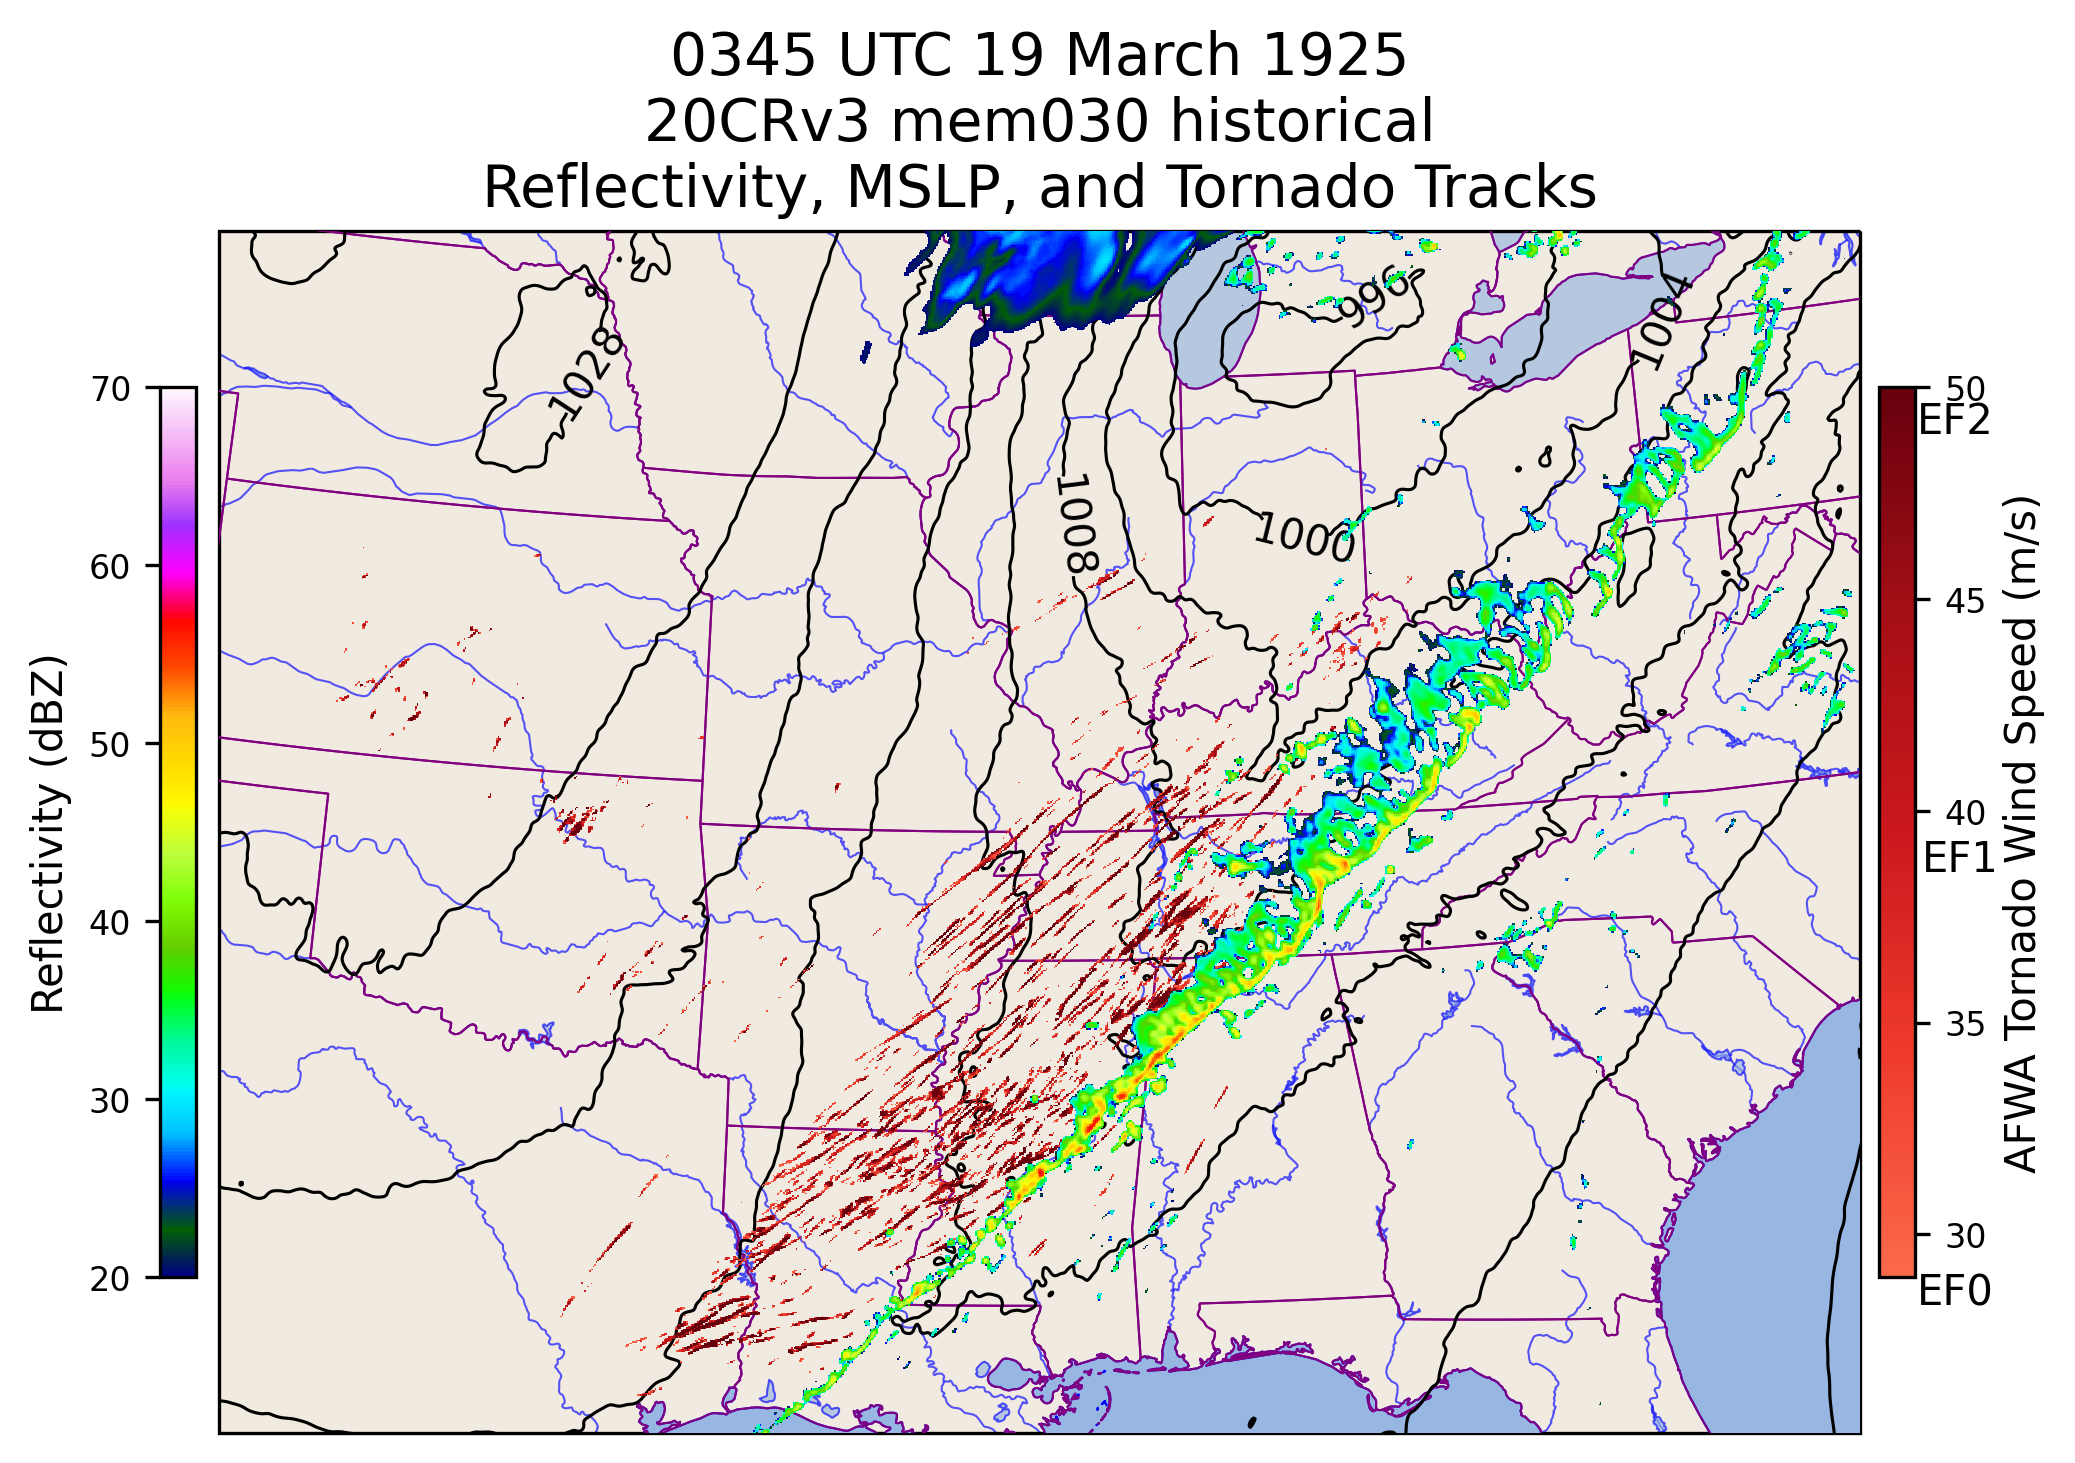 0345 UTC 19 March 1925
20CRv3 mem030 historical
Reflectivity, MSLP, and Tornado Tracks
996
1004
1028
1008
1000
70
60
50
40
30
20
Reflectivity (dBZ)
50
EF2
45
40
EF1
35
30
EF0
AFWA Tornado Wind Speed (m/s)